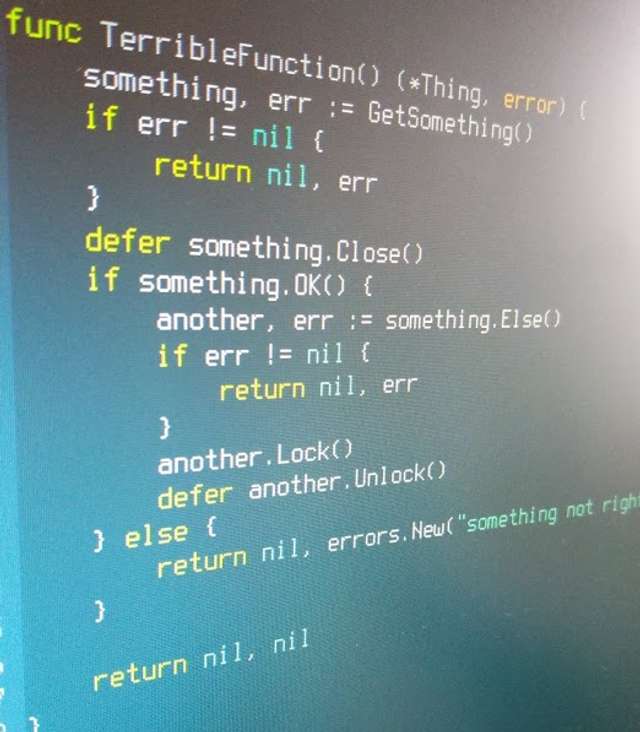 func TerribleFunction() (*Thing, error) {
something, err := GetSomething()
if err != nil {
return nil, err
}
defer something.Close()
if something.OK() {
another, err := something.Else()
if err != nil {
return nil, err
}
another.Lock()
defer another.Unlock()
} else {
return nil, errors.New("something not righ
}
return nil, nil
}